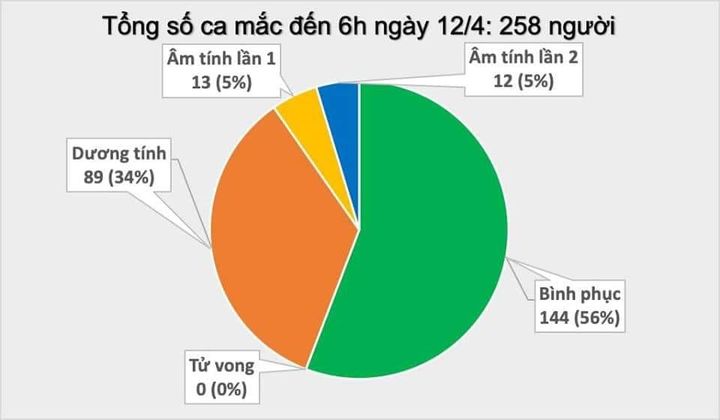 Tổng số ca mắc đến 6h ngày 12/4: 258 người
Âm tính lần 1
13 (5%)
Âm tính lần 2
12 (5%)
Dương tính
89 (34%)
Bình phục
144 (56%)
Tử vong
0 (0%)